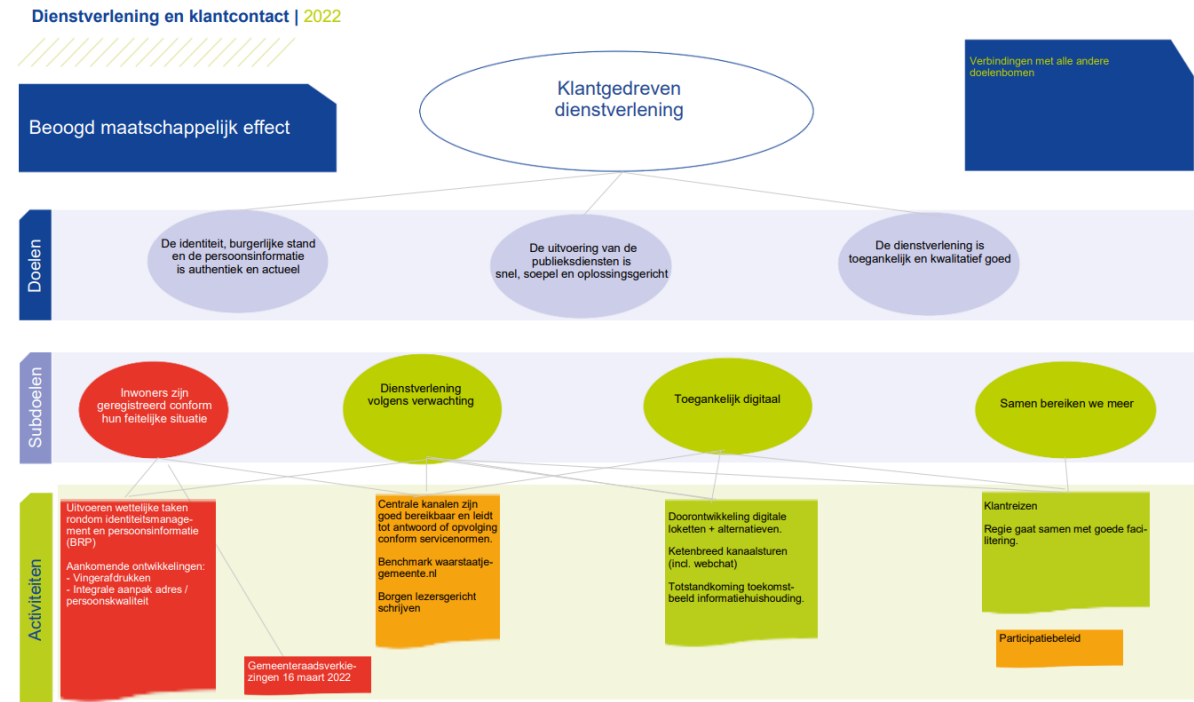 Dienstverlening en klantcontact | 2022
Verbindingen met alle andere
doelenbomen
Klantgedreven
dienstverlening
Beoogd maatschappelijk effect
Doelen
De identiteit, burgerlijke stand
en de persoonsinformatie
is authentiek en actueel
De uitvoering van de
publieksdiensten is
snel, soepel en oplossingsgericht
De dienstverlening is
toegankelijk en kwalitatief goed
Subdoelen
Inwoners zijn
geregistreerd conform
hun feitelijke situatie
Dienstverlening
volgens verwachting
Toegankelijk digitaal
Samen bereiken we meer
Activiteiten
Uitvoeren wettelijke taken
rondom identiteitsmanage-
ment en persoonsinformatie
(BRP)
Aankomende ontwikkelingen:
- Vingerafdrukken
- Integrale aanpak adres /
persoonskwaliteit
Gemeenteraadsverkie-
zingen 16 maart 2022
Centrale kanalen zijn
goed bereikbaar en leidt
tot antwoord of opvolging
conform servicenormen.
Benchmark waarstaatje-
gemeente.nl
Borgen lezersgericht
schrijven
Doorontwikkeling digitale
loketten + alternatieven.
Ketenbreed kanaalsturen
(incl. webchat)
Totstandkoming toekomst-
beeld informatiehuishouding.
Klantreizen
Regie gaat samen met goede faci-
litering.
Participatiebeleid